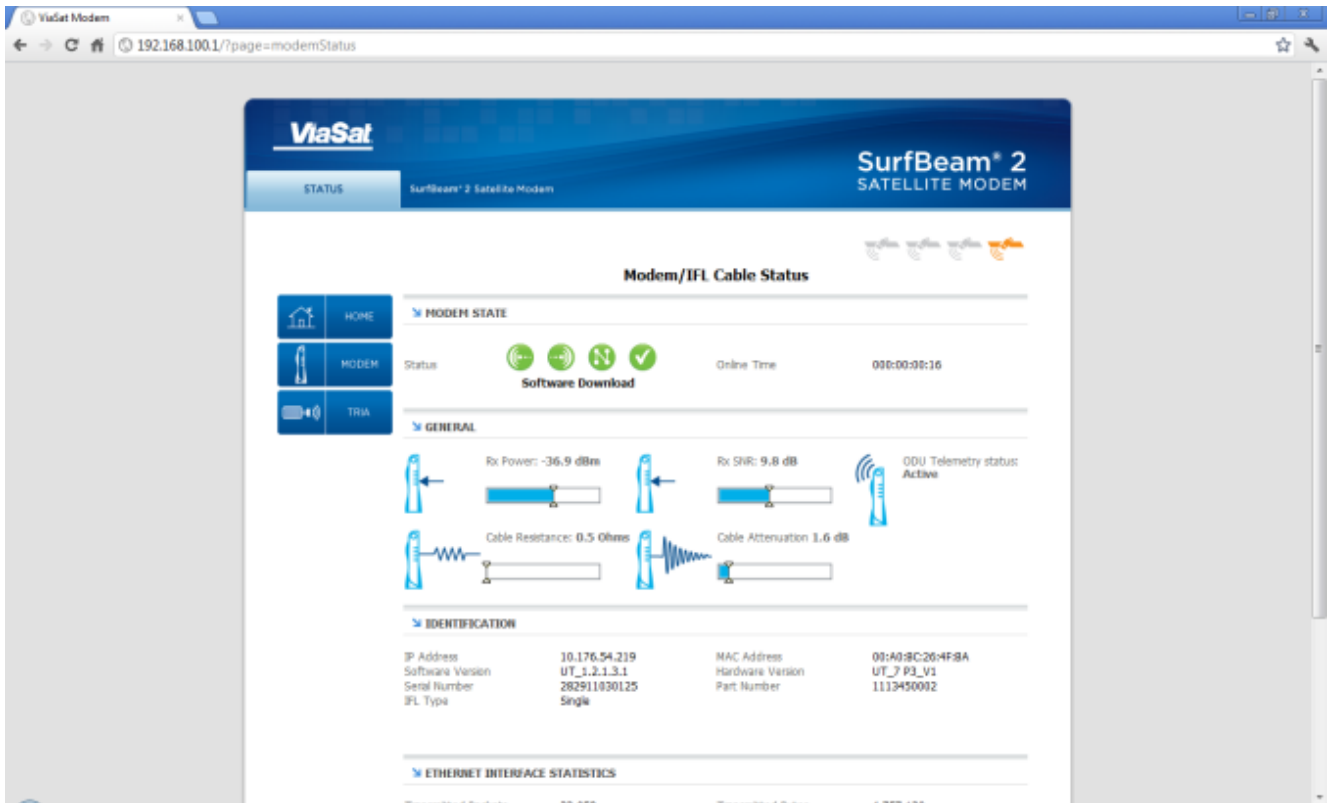 ViaSat Modem
192.168.100.1/?page=modemStatus
ViaSat
SurfBeam® 2
SATELLITE MODEM
STATUS
SurfBeam® 2 Satellite Modem
Modem/IFL Cable Status
HOME
MODEM
TRIA
MODEM STATE
Status
Software Download
Online Time
000:00:00:16
GENERAL
Rx Power: -36.9 dBm
Rx SNR: 9.8 dB
ODU Telemetry status:
Active
Cable Resistance: 0.5 Ohms
Cable Attenuation 1.6 dB
IDENTIFICATION
IP Address 10.176.54.219 MAC Address 00:A0:BC:26:4F:8A
Software Version UT_1.2.1.3.1 Hardware Version UT_7 P3_V1
Serial Number 282911030125 Part Number 1113450002
IFL Type Single
ETHERNET INTERFACE STATISTICS